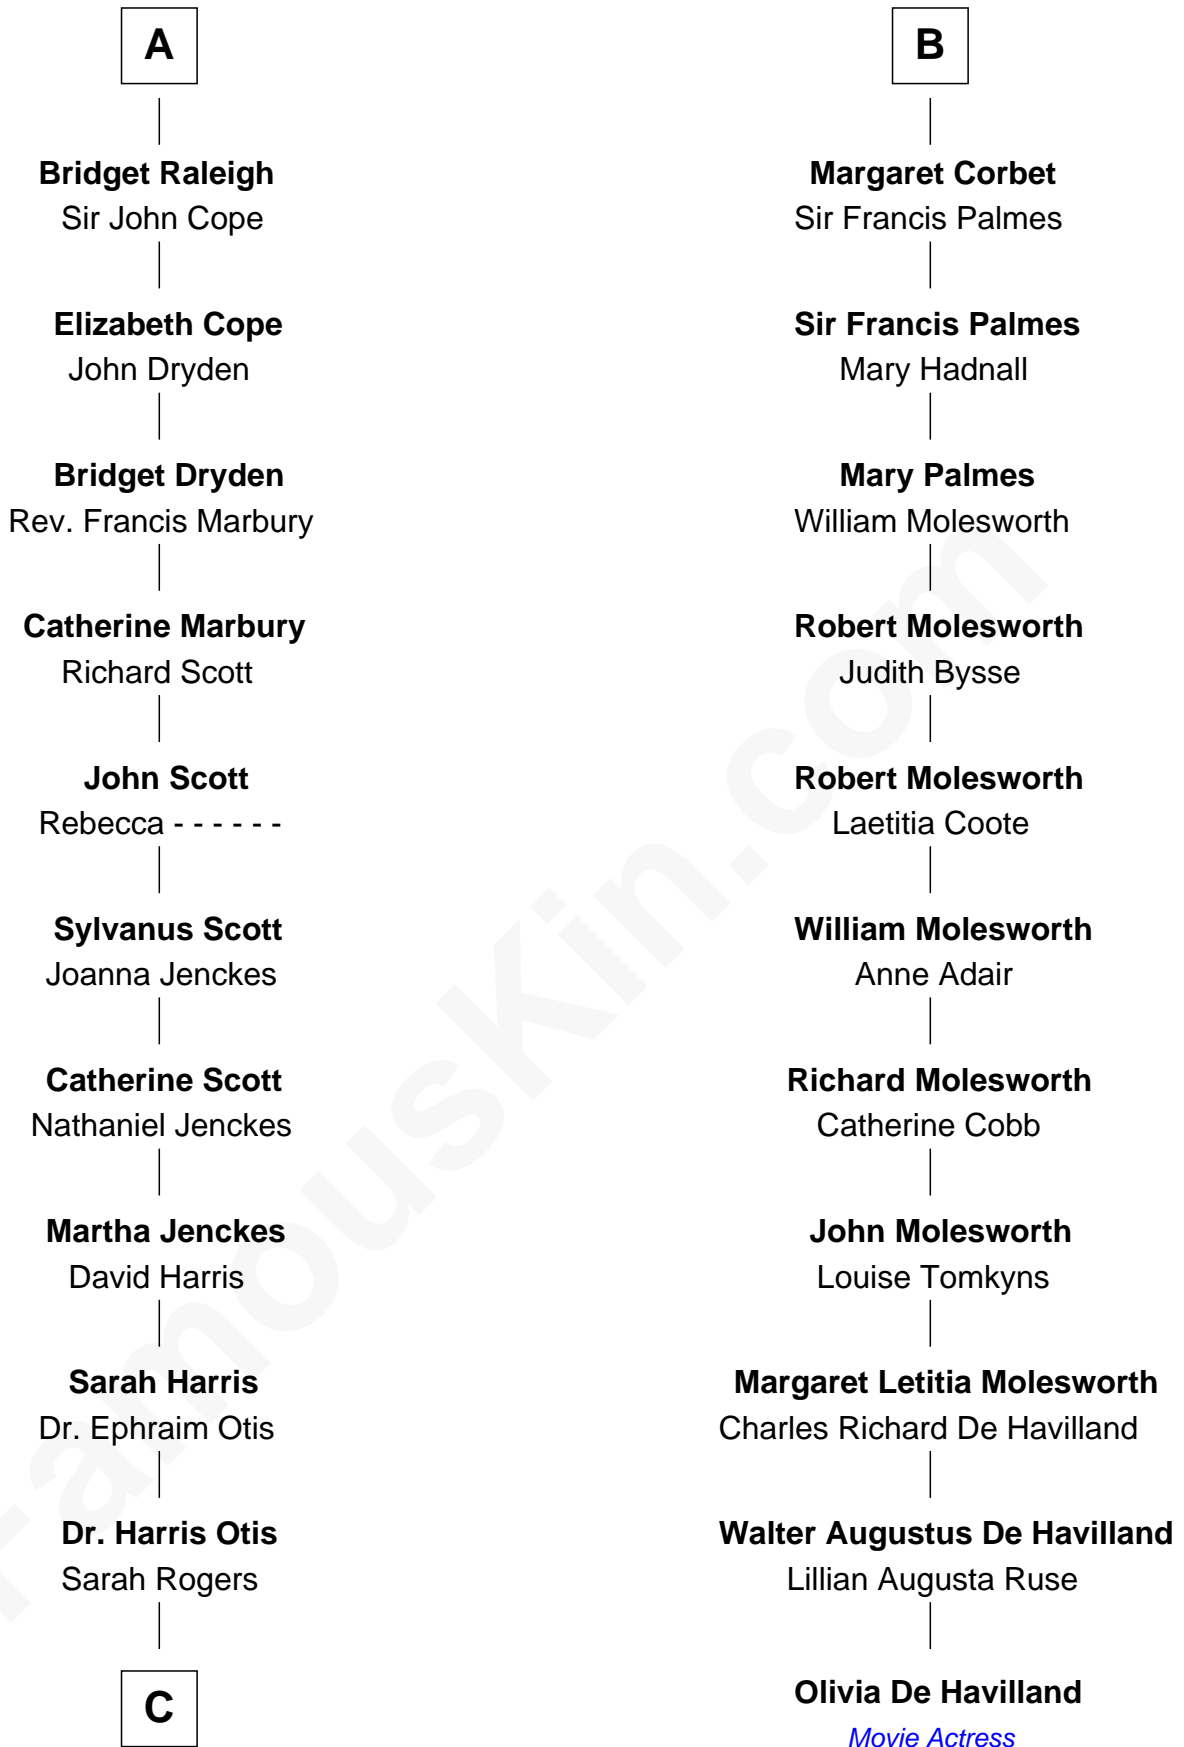 A
Bridget Raleigh
Sir John Cope
Elizabeth Cope
John Dryden
Bridget Dryden
Rev. Francis Marbury
Catherine Marbury
Richard Scott
John Scott
Rebecca - - - - - -
Sylvanus Scott
Joanna Jenckes
Catherine Scott
Nathaniel Jenckes
Martha Jenckes
David Harris
Sarah Harris
Dr. Ephraim Otis
Dr. Harris Otis
Sarah Rogers
C
B
Margaret Corbet
Sir Francis Palmes
Sir Francis Palmes
Mary Hadnall
Mary Palmes
William Molesworth
Robert Molesworth
Judith Bysse
Robert Molesworth
Laetitia Coote
William Molesworth
Anne Adair
Richard Molesworth
Catherine Cobb
John Molesworth
Louise Tomkyns
Margaret Letitia Molesworth
Charles Richard De Havilland
Walter Augustus De Havilland
Lillian Augusta Ruse
Olivia De Havilland
Movie Actress
FamousKin.com